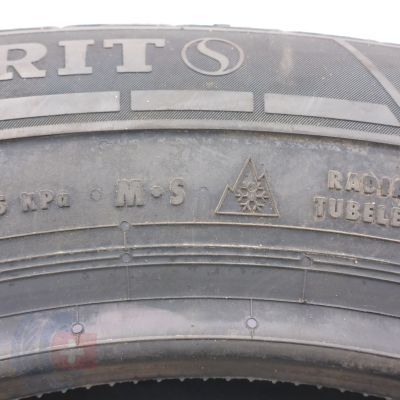 RIT S
KPa M·S
RADI
TUBELE